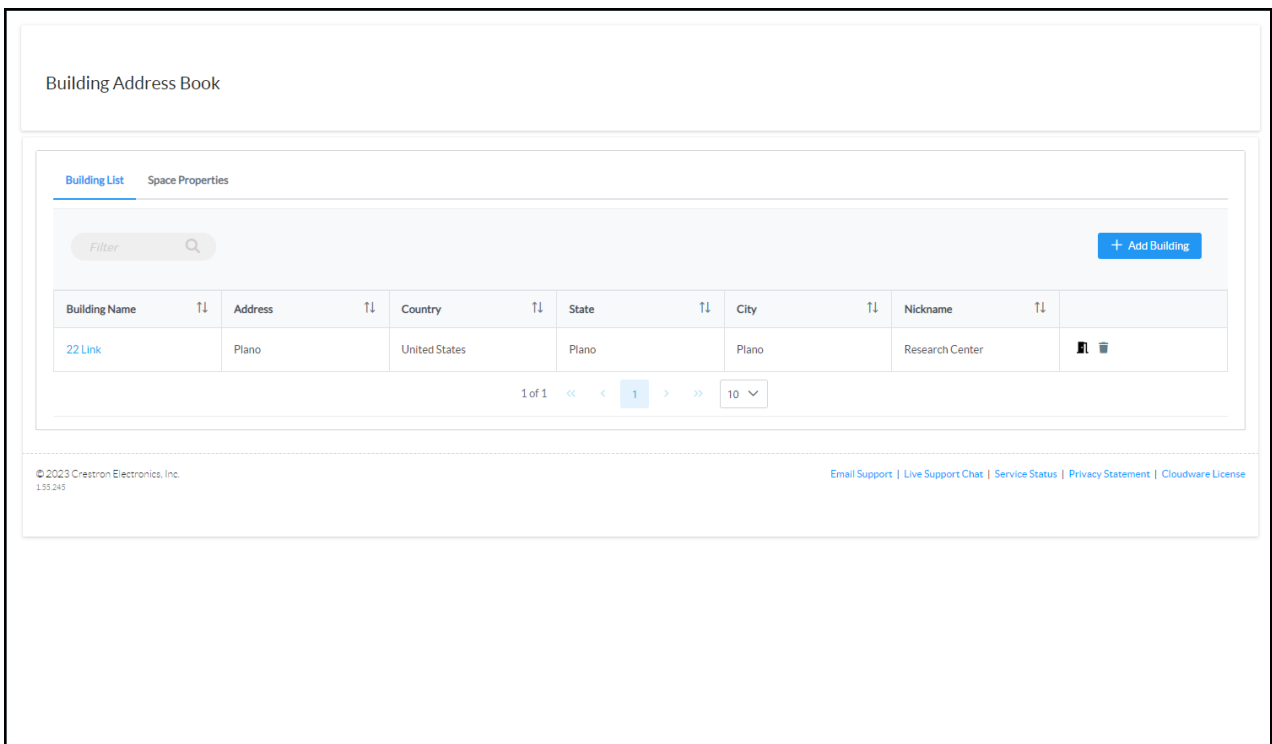 Building Address Book
Building List Space Properties
Filter
+ Add Building
Building Name Address Country State City Nickname
22 Link Plano United States Plano Plano Research Center
1 of 1 « < 1 > » 10
© 2023 Crestron Electronics, Inc. Email Support | Live Support Chat | Service Status | Privacy Statement | Cloudware License
1.55.245